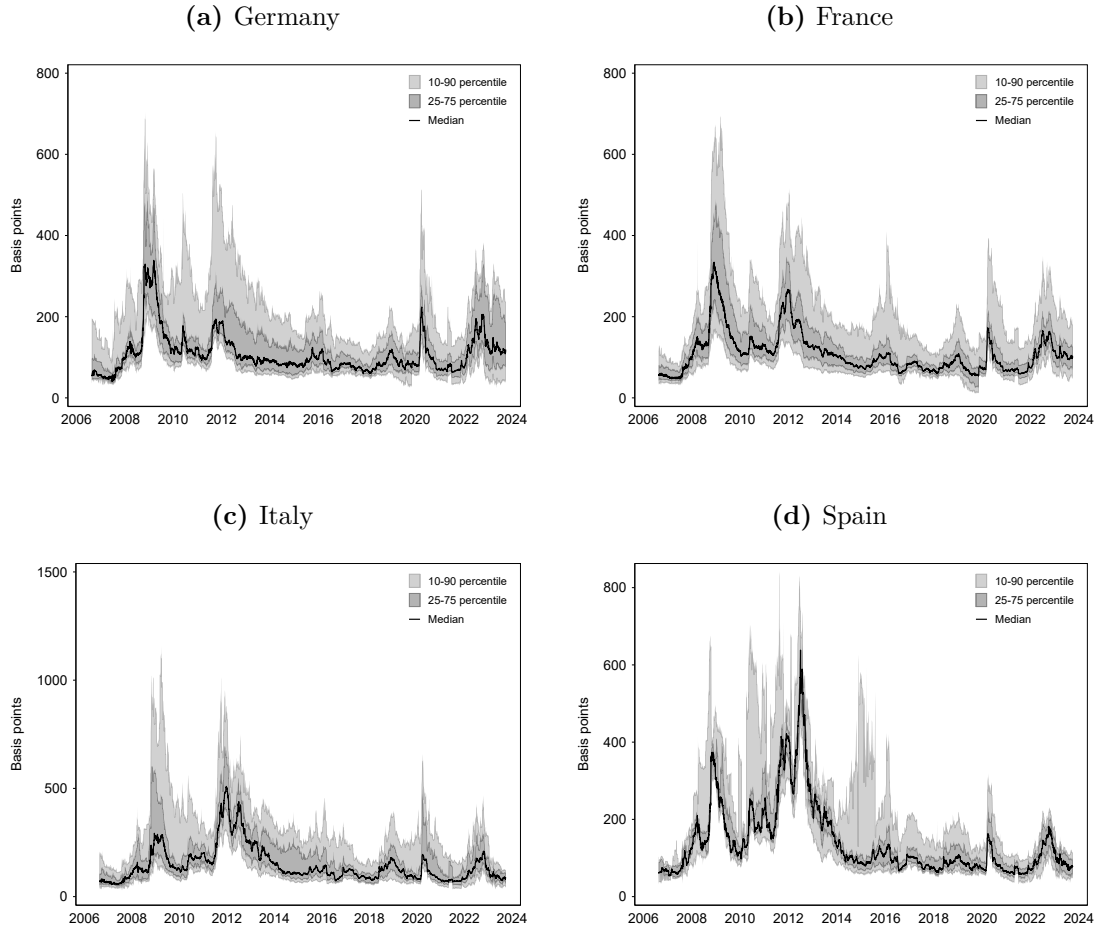 (a) Germany
800
600
400
200
0
Basis points
10-90 percentile
25-75 percentile
Median
2006 2008 2010 2012 2014 2016 2018 2020 2022 2024
(b) France
800
600
400
200
0
Basis points
10-90 percentile
25-75 percentile
Median
2006 2008 2010 2012 2014 2016 2018 2020 2022 2024
(c) Italy
1500
1000
500
0
Basis points
10-90 percentile
25-75 percentile
Median
2006 2008 2010 2012 2014 2016 2018 2020 2022 2024
(d) Spain
800
600
400
200
0
Basis points
10-90 percentile
25-75 percentile
Median
2006 2008 2010 2012 2014 2016 2018 2020 2022 2024